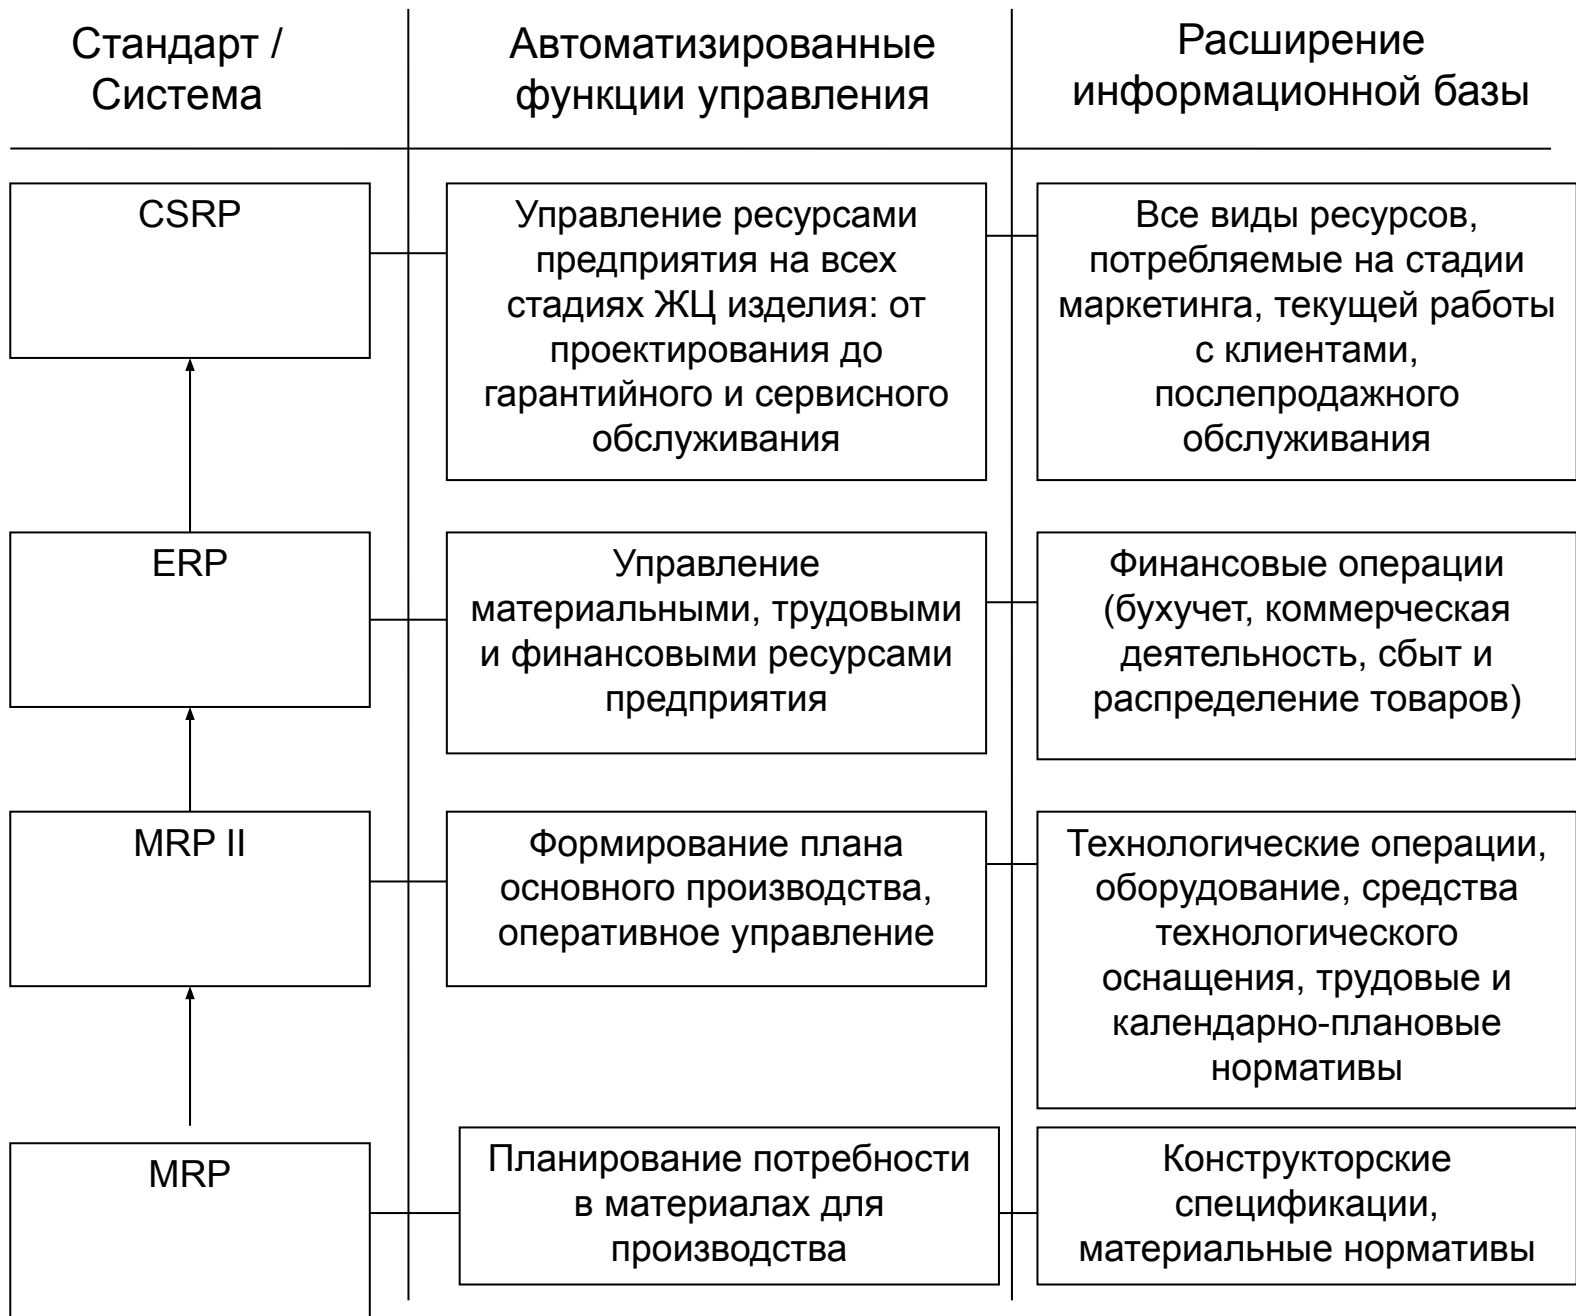 Стандарт /
Система
Автоматизированные
функции управления
Расширение
информационной базы
CSRP
Управление ресурсами
предприятия на всех
стадиях ЖЦ изделия: от
проектирования до
гарантийного и сервисного
обслуживания
Все виды ресурсов,
потребляемые на стадии
маркетинга, текущей работы
с клиентами,
послепродажного
обслуживания
ERP
Управление
материальными, трудовыми
и финансовыми ресурсами
предприятия
Финансовые операции
(бухучет, коммерческая
деятельность, сбыт и
распределение товаров)
MRP II
Формирование плана
основного производства,
оперативное управление
Технологические операции,
оборудование, средства
технологического
оснащения, трудовые и
календарно-плановые
нормативы
MRP
Планирование потребности
в материалах для
производства
Конструкторские
спецификации,
материальные нормативы